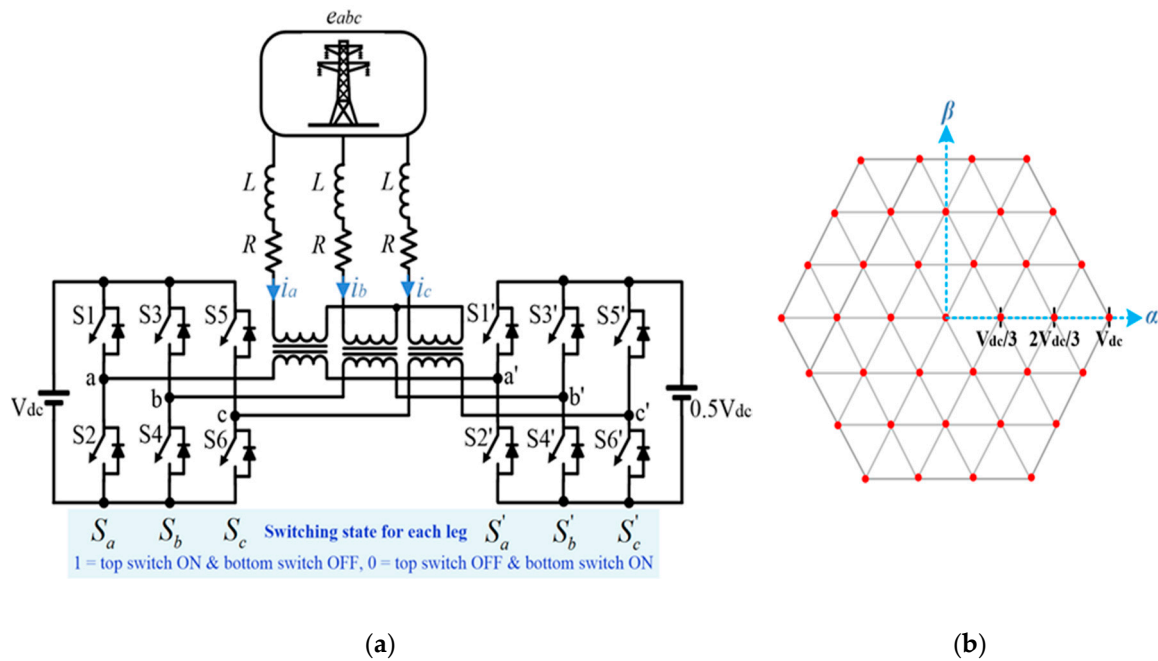 eabc
L L L
R R R
ia ib ic
S1 S3 S5 S1' S3' S5'
a a'
Vdc b b' 0.5Vdc
c c'
S2 S4 S6 S2' S4' S6'
Sa Sb Sc Switching state for each leg S'a S'b S'c
1 = top switch ON & bottom switch OFF, 0 = top switch OFF & bottom switch ON
(a)
β
α
Vdc/3 2Vdc/3 Vdc
(b)